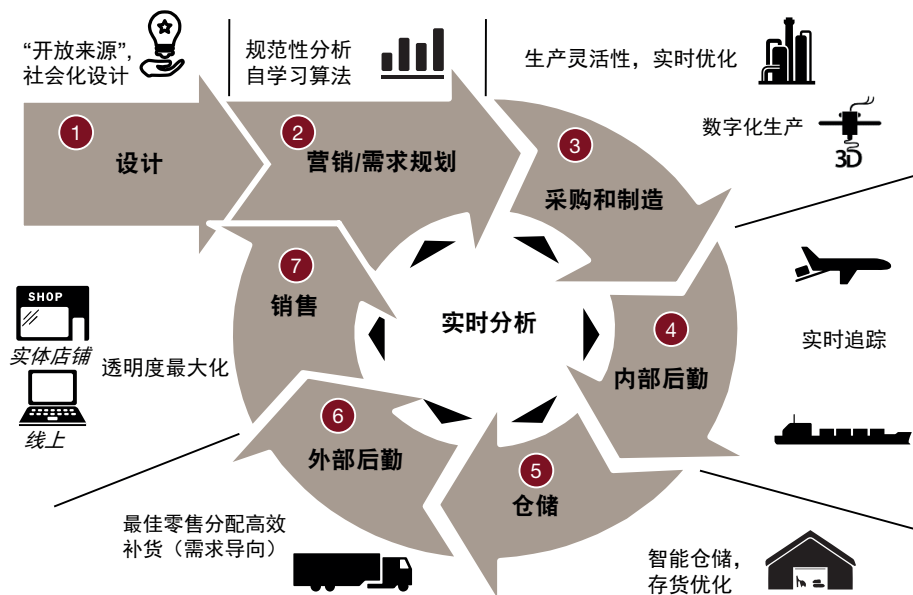 “开放来源”,
社会化设计
规范性分析
自学习算法
生产灵活性，实时优化
数字化生产
3D
1
设计
2
营销/需求规划
3
采购和制造
7
销售
实时分析
4
内部后勤
实时追踪
SHOP
实体店铺
线上
透明度最大化
6
外部后勤
5
仓储
最佳零售分配高效
补货（需求导向）
智能仓储，
存货优化